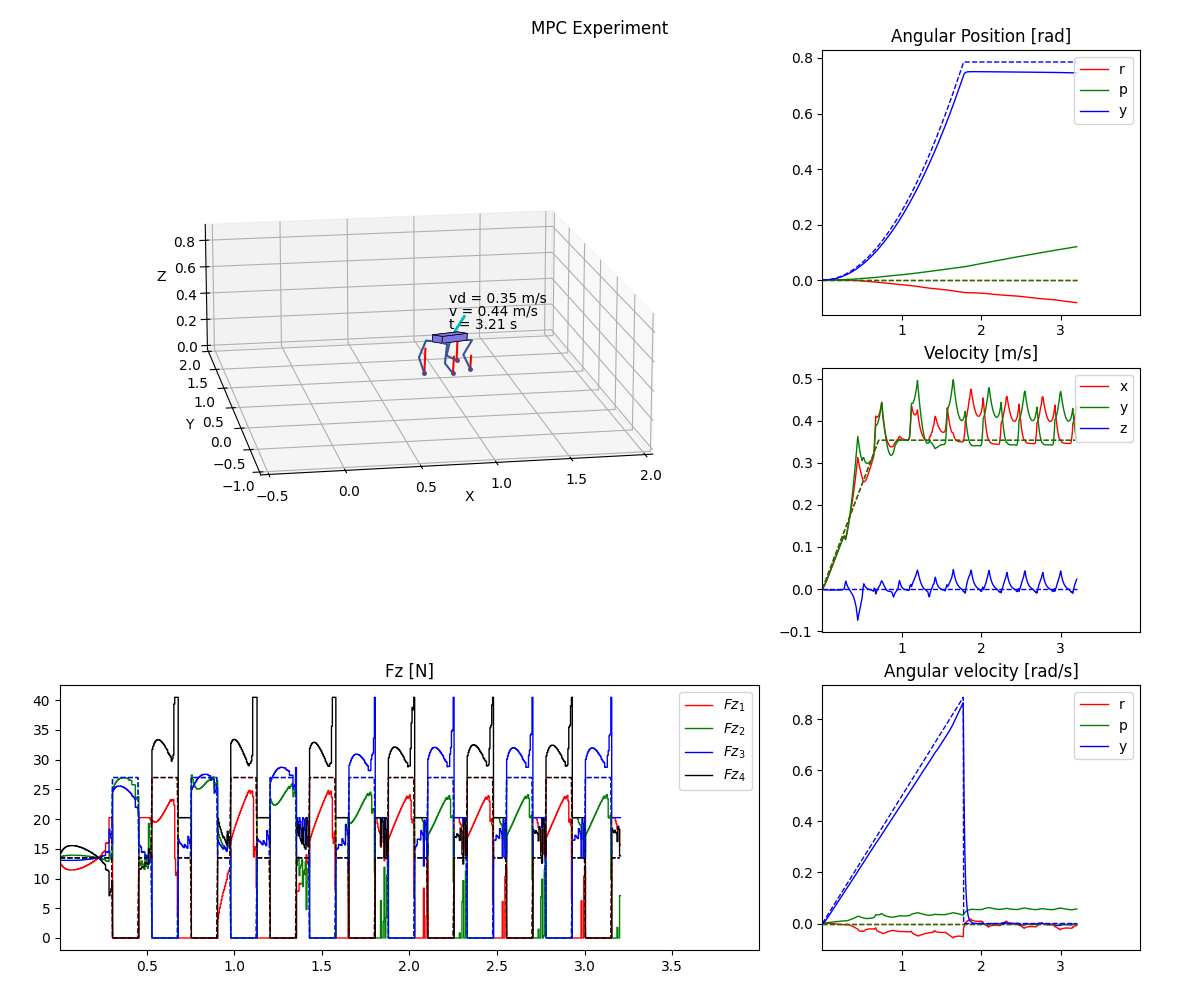 MPC Experiment
Z
0.8
0.6
0.4
0.2
0.0
2.0
1.5
1.0
Y 0.5
0.0
−0.5
−1.0
−0.5
0.0
0.5
1.0
1.5
2.0
X
vd = 0.35 m/s
v = 0.44 m/s
t = 3.21 s
Angular Position [rad]
0.8
0.6
0.4
0.2
0.0
1 2 3
r
p
y
Velocity [m/s]
0.5
0.4
0.3
0.2
0.1
0.0
−0.1
1 2 3
x
y
z
Fz [N]
40
35
30
25
20
15
10
5
0
0.5 1.0 1.5 2.0 2.5 3.0 3.5
Fz1
Fz2
Fz3
Fz4
Angular velocity [rad/s]
0.8
0.6
0.4
0.2
0.0
1 2 3
r
p
y